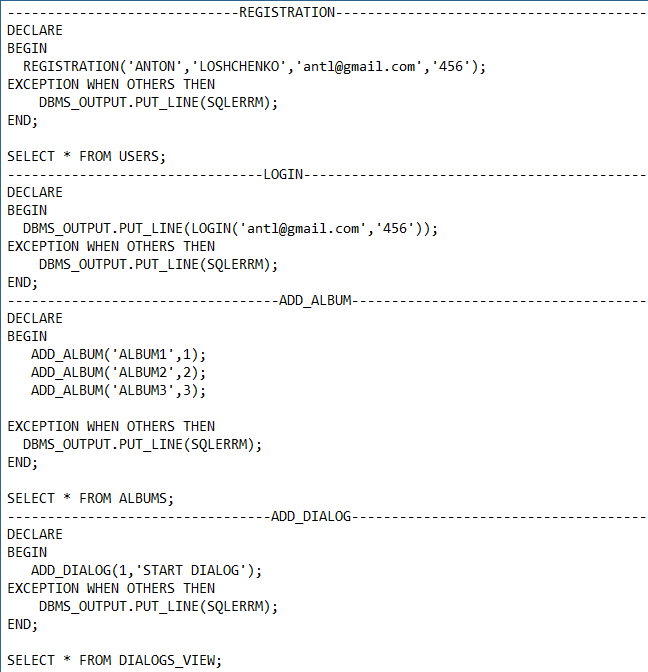 -----------------------------REGISTRATION---------------------------------------
DECLARE
BEGIN
  REGISTRATION('ANTON','LOSHCHENKO','antl@gmail.com','456');
EXCEPTION WHEN OTHERS THEN
    DBMS_OUTPUT.PUT_LINE(SQLERRM);
END;

SELECT * FROM USERS;
--------------------------------LOGIN-------------------------------------------
DECLARE
BEGIN
  DBMS_OUTPUT.PUT_LINE(LOGIN('antl@gmail.com','456'));
EXCEPTION WHEN OTHERS THEN
    DBMS_OUTPUT.PUT_LINE(SQLERRM);
END;
----------------------------------ADD_ALBUM-------------------------------------
DECLARE
BEGIN
   ADD_ALBUM('ALBUM1',1);
   ADD_ALBUM('ALBUM2',2);
   ADD_ALBUM('ALBUM3',3);

EXCEPTION WHEN OTHERS THEN
  DBMS_OUTPUT.PUT_LINE(SQLERRM);
END;

SELECT * FROM ALBUMS;
---------------------------------ADD_DIALOG-------------------------------------
DECLARE
BEGIN
   ADD_DIALOG(1,'START DIALOG');
EXCEPTION WHEN OTHERS THEN
    DBMS_OUTPUT.PUT_LINE(SQLERRM);
END;

SELECT * FROM DIALOGS_VIEW;